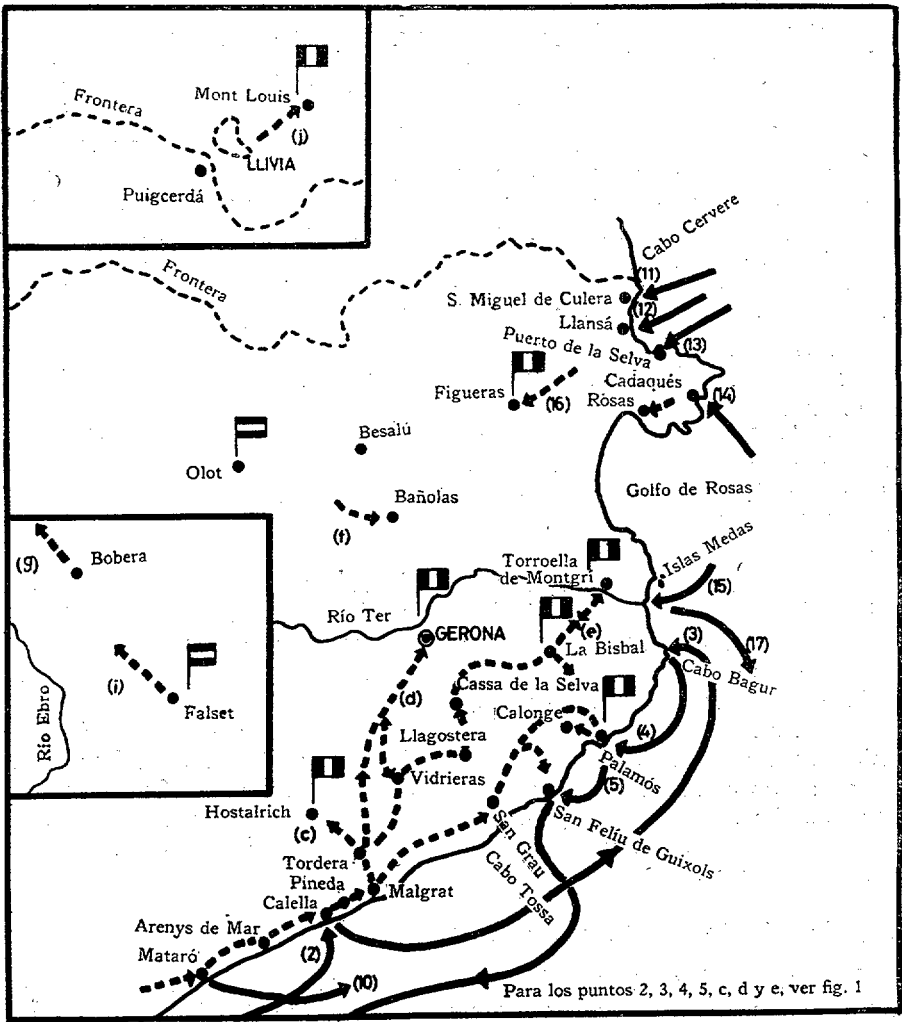 Mont Louis
Frontera
(j)
LLIVIA
Puigcerdá
Cabo Cervere
Frontera
(11)
S. Miguel de Culera
(12)
Llansá
Puerto de la Selva
(13)
Cadaqués
Figueras
(16)
Rosas
(14)
Besalú
Olot
Golfo de Rosas
Bañolas
(f)
Bobera
(g)
Islas Medas
Torroella
de Montgrí
(15)
Río Ter
GERONA
(e)
(3)
(17)
La Bisbal
Cabo Bagur
(i)
Falset
Río Ebro
(d)
Cassa de la Selva
Calonge
(4)
Llagostera
Palamós
Vidrieras
(5)
Hostalrich
(c)
San Grau
San Felíu de Guixols
Tordera
Cabo Tossa
Pineda
Malgrat
Calella
Arenys de Mar
(2)
Mataró
(10)
Para los puntos 2, 3, 4, 5, c, d y e, ver fig. 1